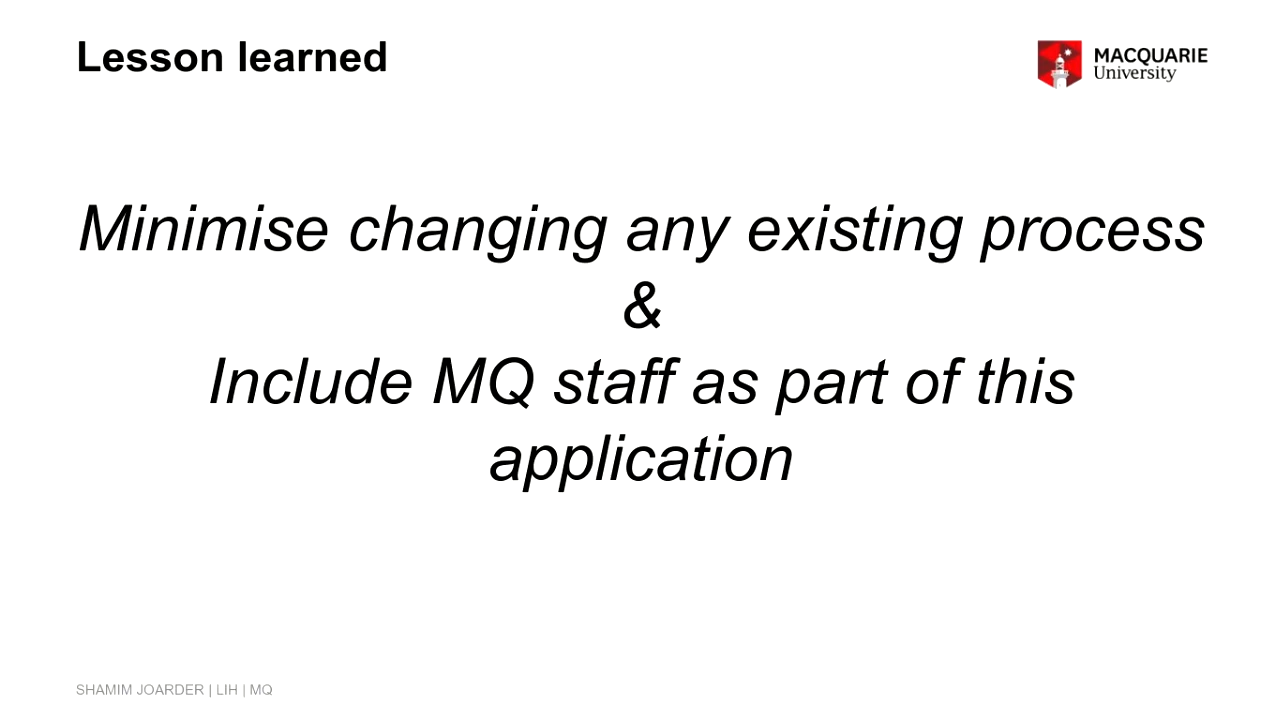 Lesson learned
MACQUARIE
University
Minimise changing any existing process
&
Include MQ staff as part of this
application
SHAMIM JOARDER | LIH | MQ